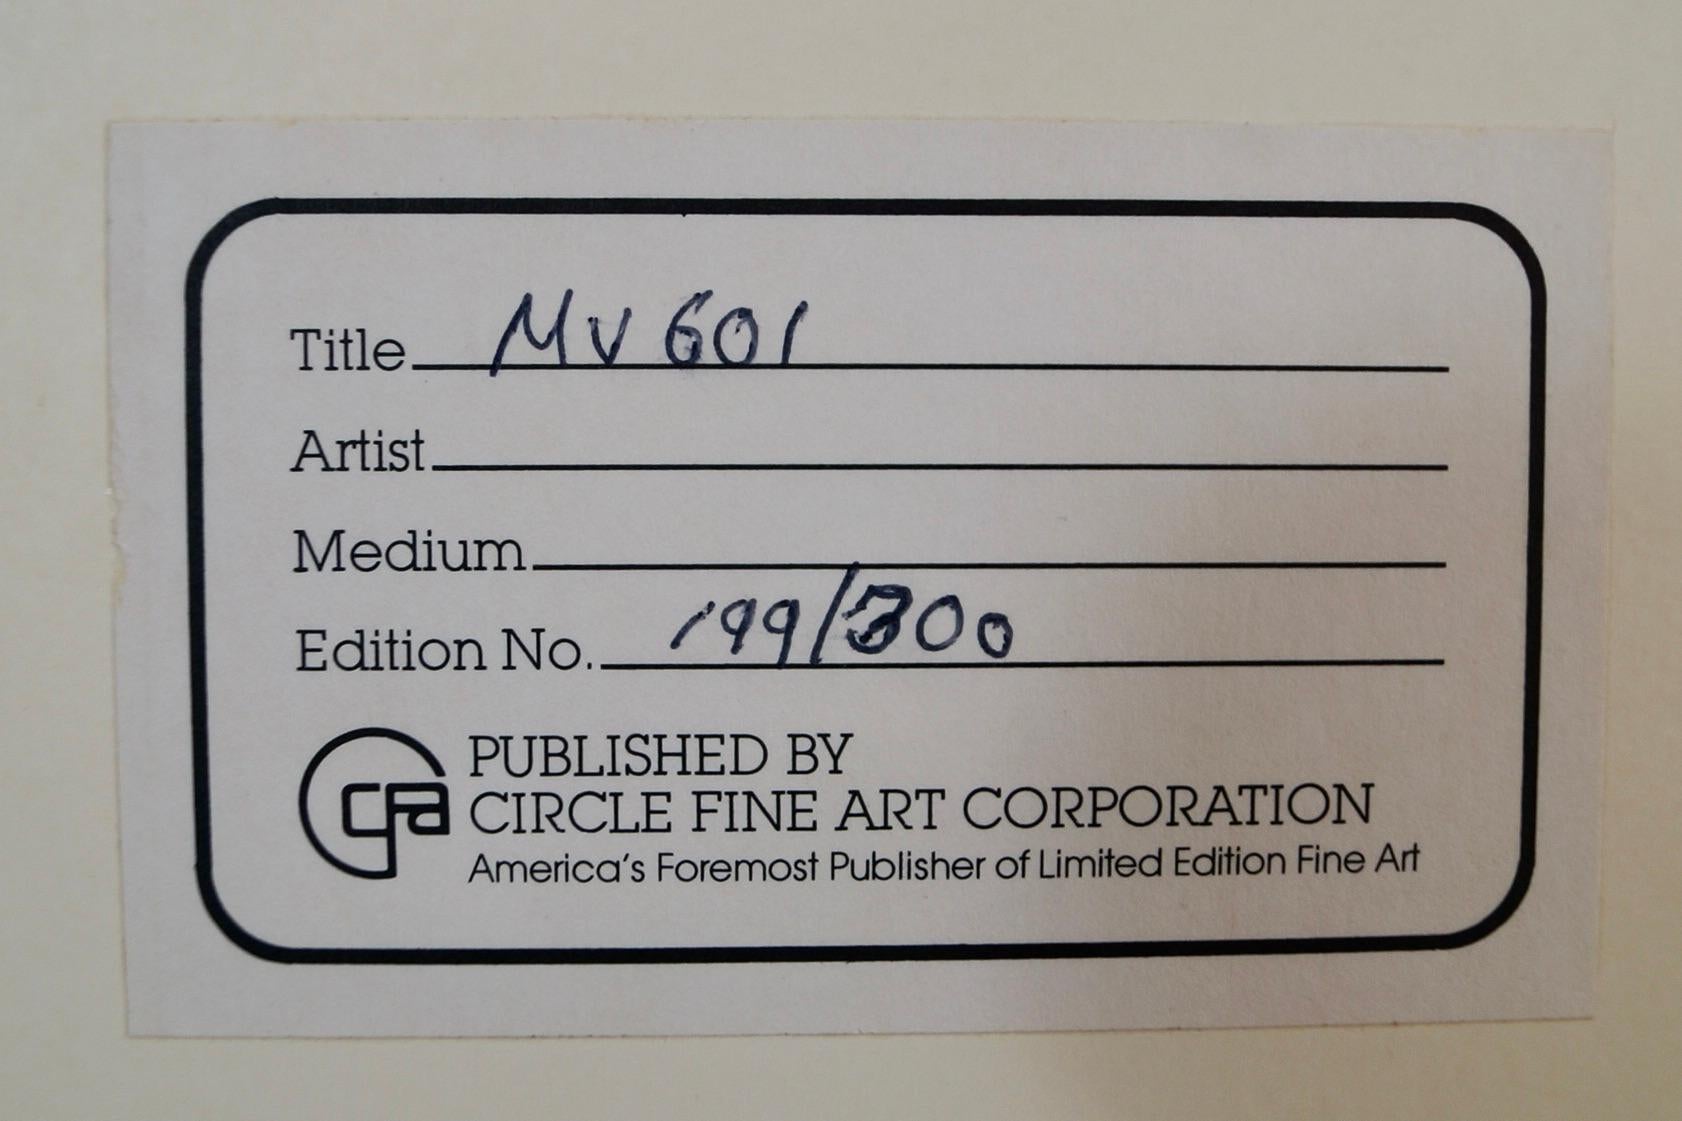 Title MV 601
Artist
Medium
Edition No. 199/300
cfa PUBLISHED BY
CIRCLE FINE ART CORPORATION
America's Foremost Publisher of Limited Edition Fine Art